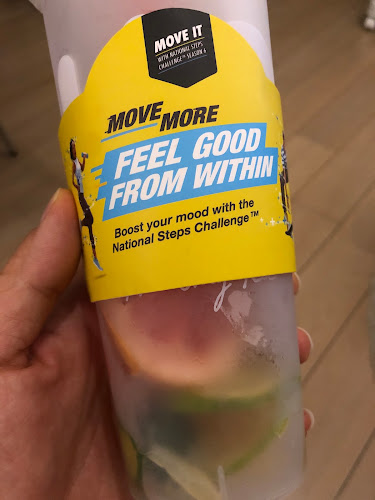 MOVE IT
WITH NATIONAL STEPS
CHALLENGE™ SEASON 6
MOVE
MORE
FEEL GOOD
FROM WITHIN
Boost your mood with the
National Steps Challenge™